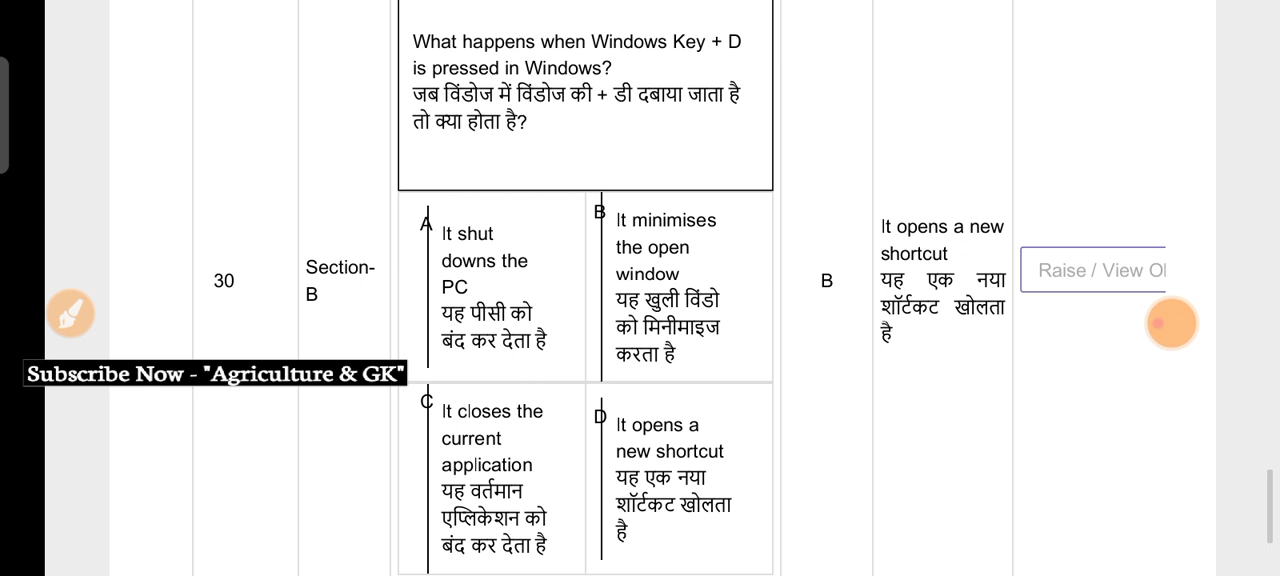 What happens when Windows Key + D
is pressed in Windows?
जब विंडोज में विंडोज की + डी दबाया जाता है
तो क्या होता है?
30
Section-
B
A
It shut
downs the
PC
यह पीसी को
बंद कर देता है
B
It minimises
the open
window
यह खुली विंडो
को मिनीमाइज
करता है
C
It closes the
current
application
यह वर्तमान
एप्लिकेशन को
बंद कर देता है
D
It opens a
new shortcut
यह एक नया
शॉर्टकट खोलता
है
B
It opens a new
shortcut
यह एक नया
शॉर्टकट खोलता
है
Raise / View
Subscribe Now - "Agriculture & GK"